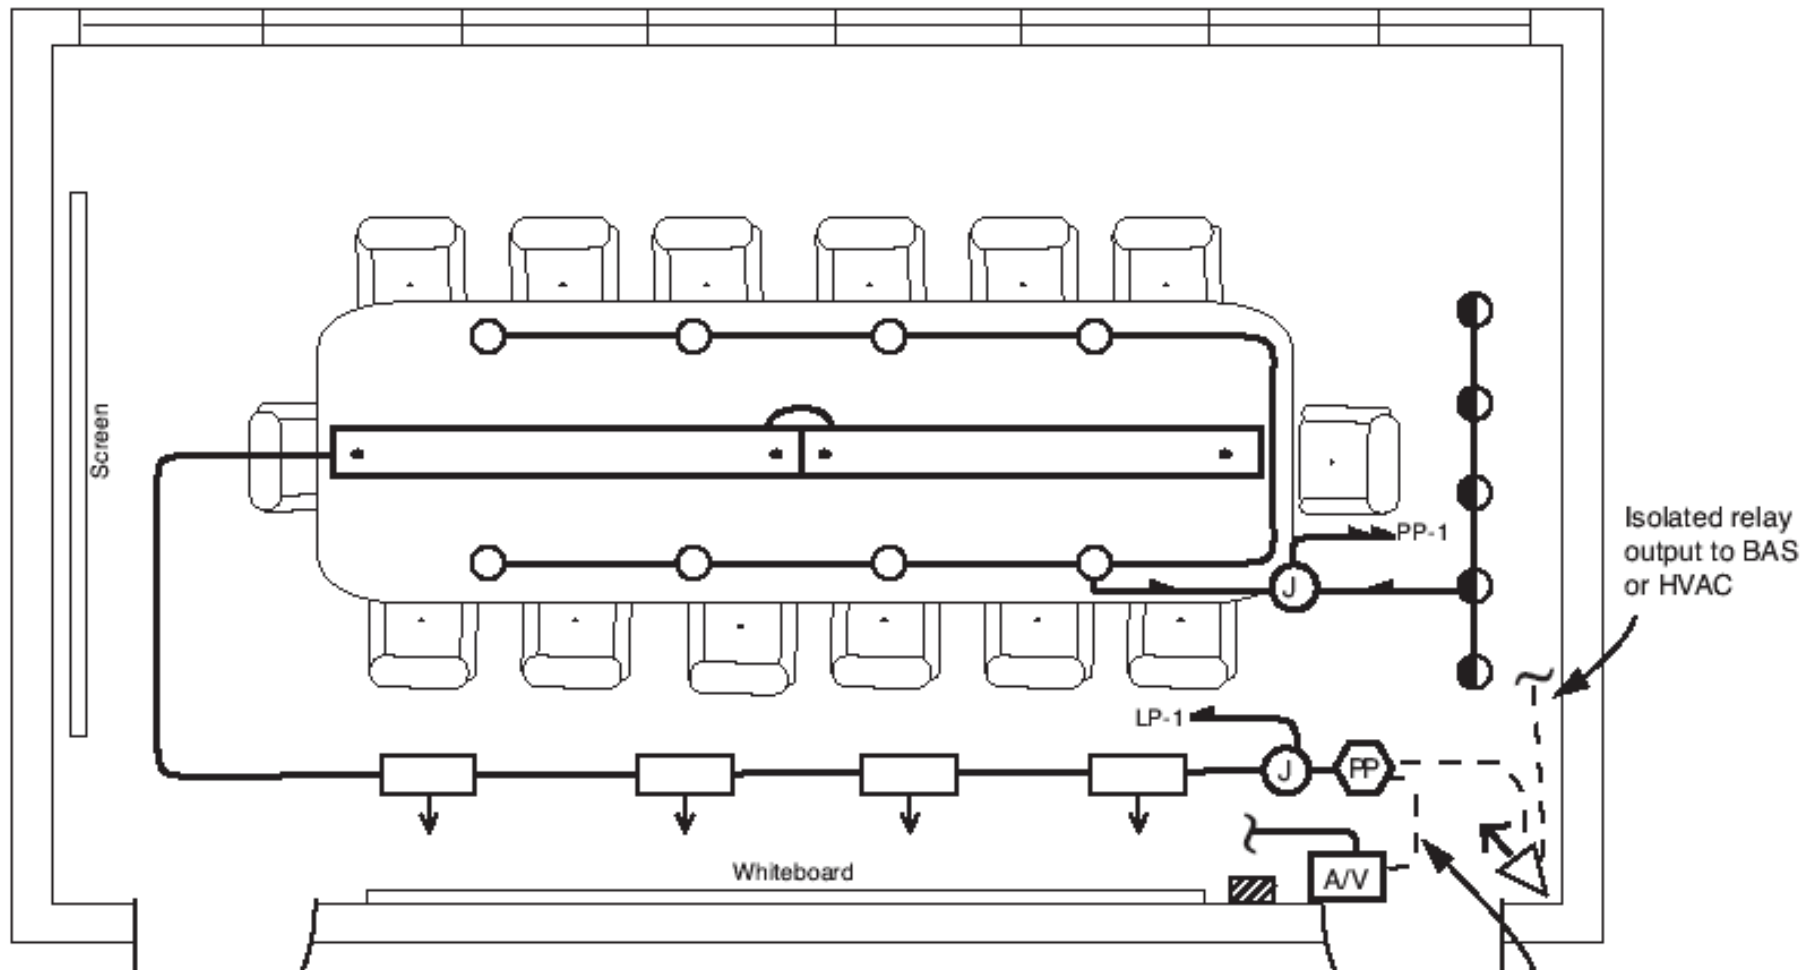 Screen
PP-1
J
Isolated relay
output to BAS
or HVAC
LP-1
J
PP
Whiteboard
A/V